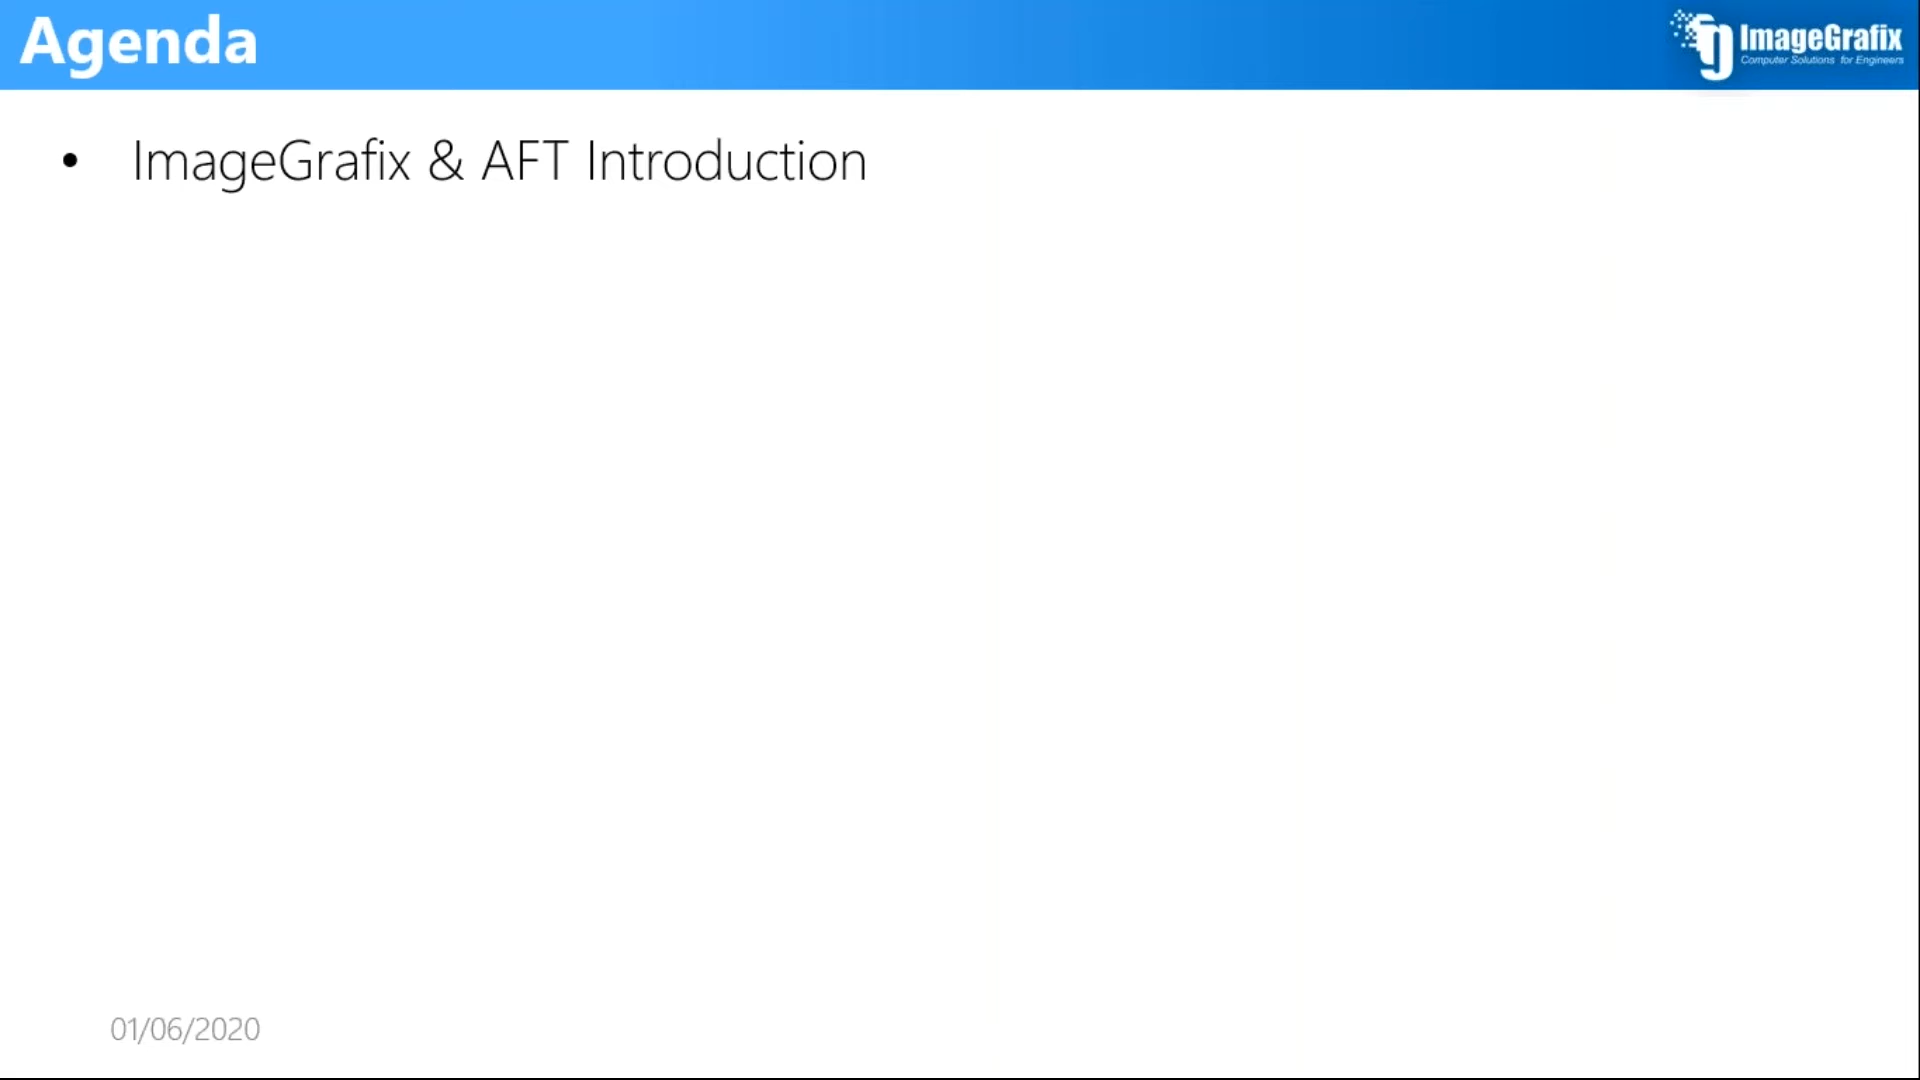 Agenda
ImageGrafix
Computer Solutions for Engineers
• ImageGrafix & AFT Introduction
01/06/2020